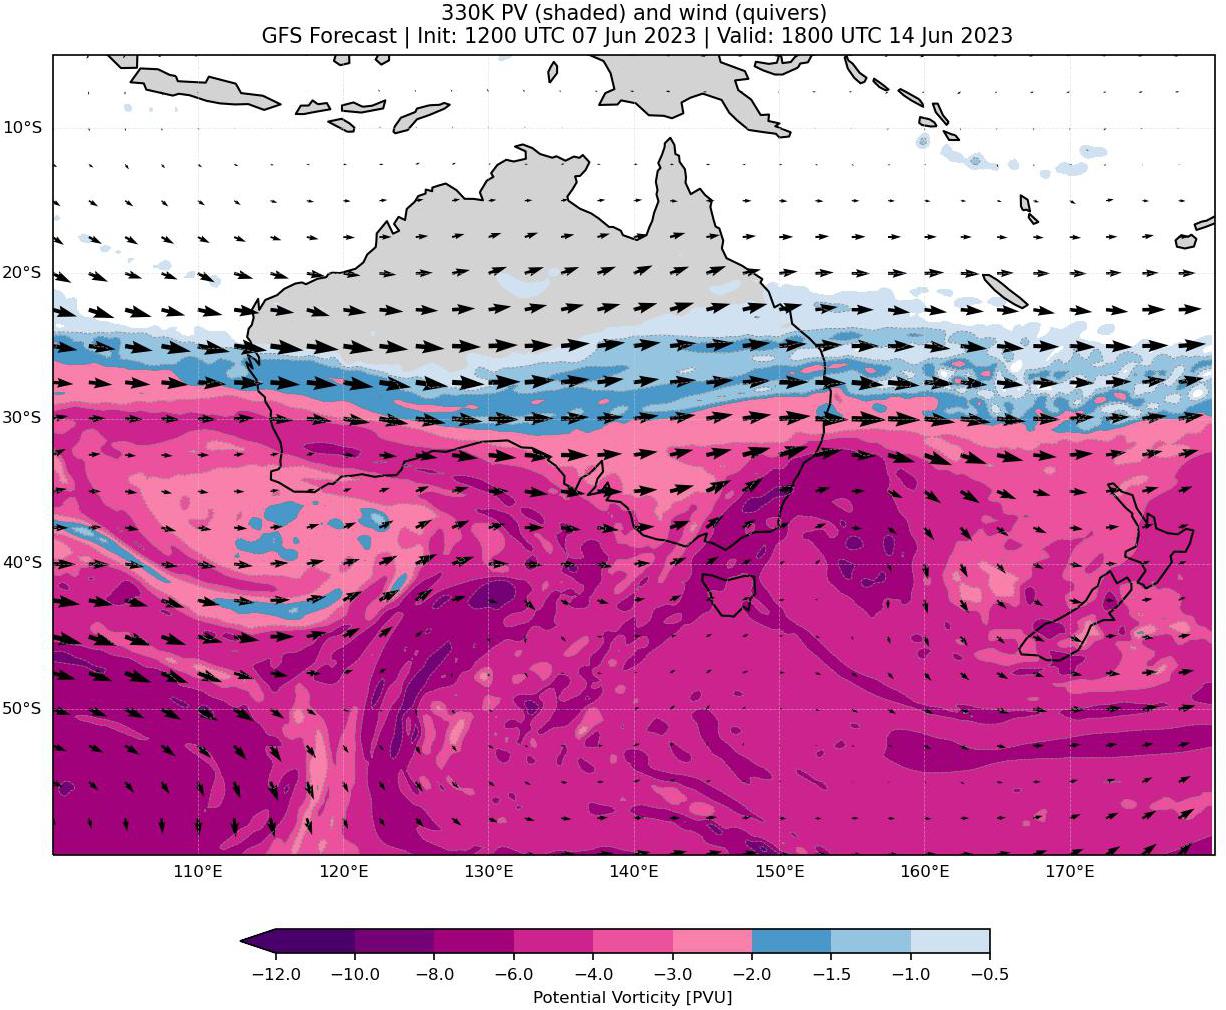 330K PV (shaded) and wind (quivers)
GFS Forecast | Init: 1200 UTC 07 Jun 2023 | Valid: 1800 UTC 14 Jun 2023
10°S
20°S
30°S
40°S
50°S
110°E 120°E 130°E 140°E 150°E 160°E 170°E
−12.0 −10.0 −8.0 −6.0 −4.0 −3.0 −2.0 −1.5 −1.0 −0.5
Potential Vorticity [PVU]